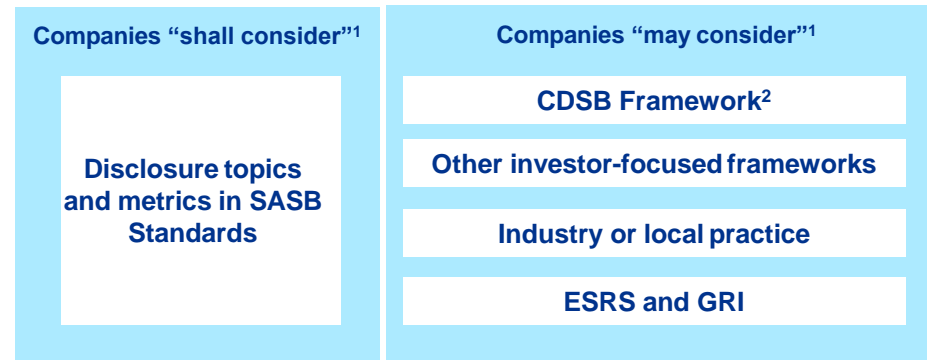 Companies “shall consider”¹
Disclosure topics
and metrics in SASB
Standards
Companies “may consider”¹
CDSB Framework²
Other investor-focused frameworks
Industry or local practice
ESRS and GRI